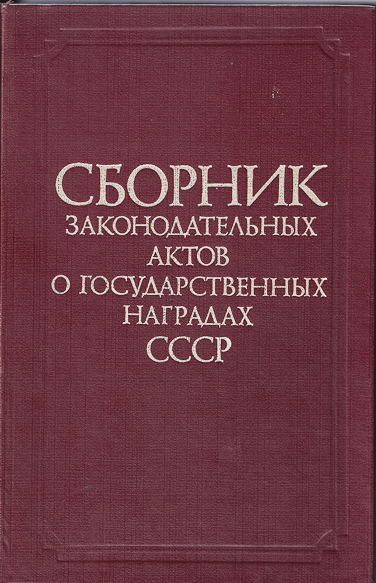 СБОРНИК
ЗАКОНОДАТЕЛЬНЫХ
АКТОВ
О ГОСУДАРСТВЕННЫХ
НАГРАДАХ
СССР